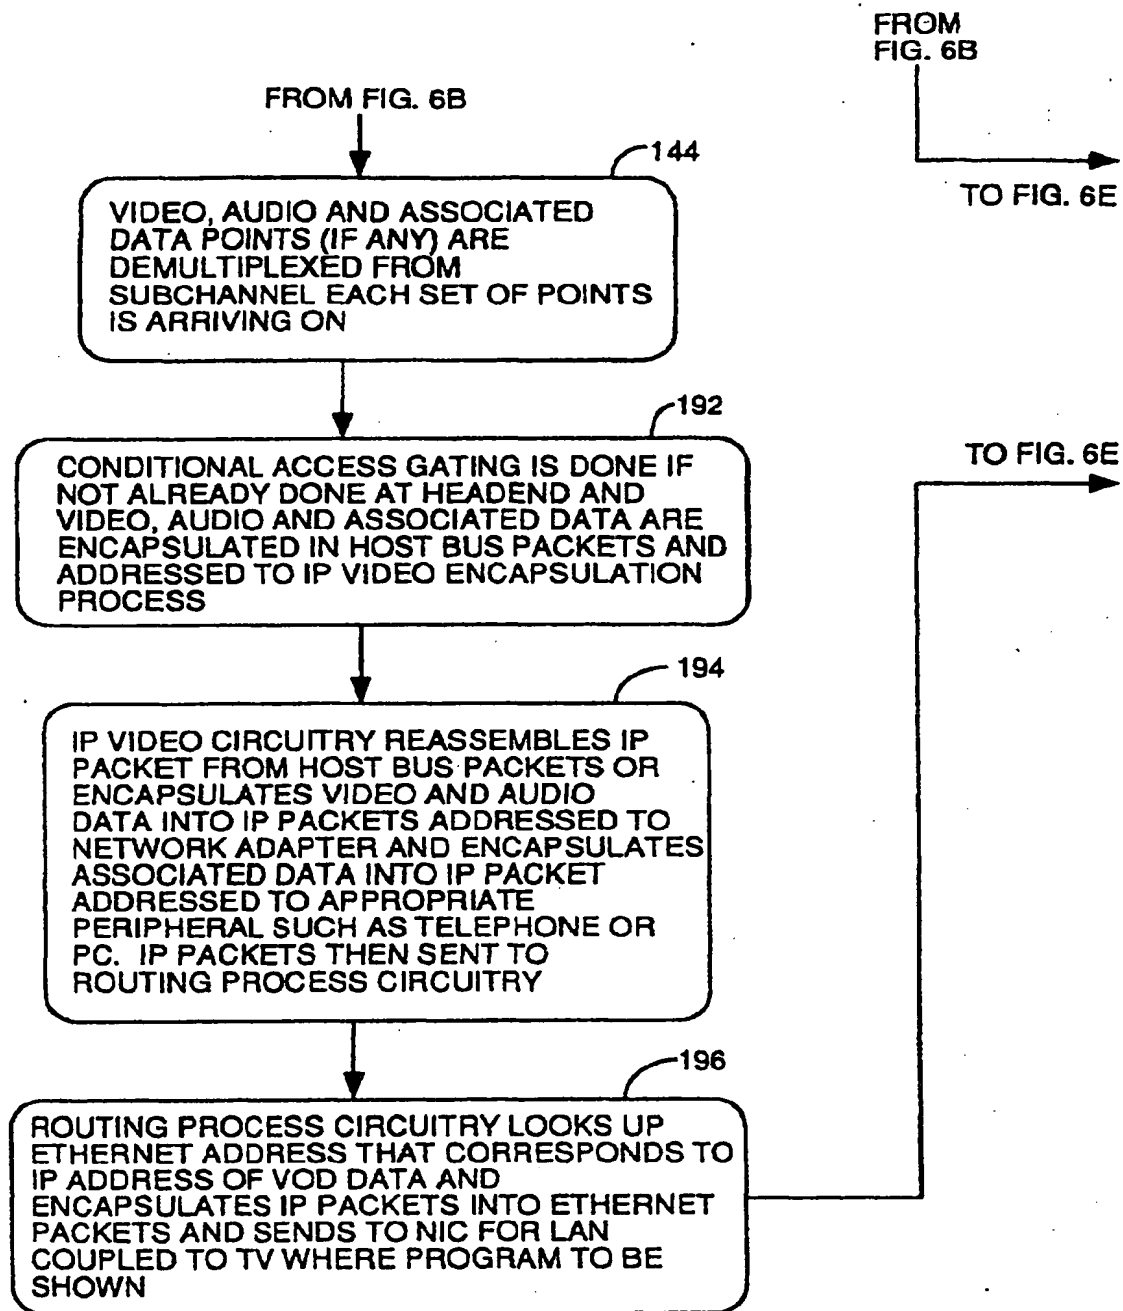 FROM
FIG. 6B
FROM FIG. 6B
144
TO FIG. 6E
VIDEO, AUDIO AND ASSOCIATED
DATA POINTS (IF ANY) ARE
DEMULTIPLEXED FROM
SUBCHANNEL EACH SET OF POINTS
IS ARRIVING ON
192
TO FIG. 6E
CONDITIONAL ACCESS GATING IS DONE IF
NOT ALREADY DONE AT HEADEND AND
VIDEO, AUDIO AND ASSOCIATED DATA ARE
ENCAPSULATED IN HOST BUS PACKETS AND
ADDRESSED TO IP VIDEO ENCAPSULATION
PROCESS
194
IP VIDEO CIRCUITRY REASSEMBLES IP
PACKET FROM HOST BUS PACKETS OR
ENCAPSULATES VIDEO AND AUDIO
DATA INTO IP PACKETS ADDRESSED TO
NETWORK ADAPTER AND ENCAPSULATES
ASSOCIATED DATA INTO IP PACKET
ADDRESSED TO APPROPRIATE
PERIPHERAL SUCH AS TELEPHONE OR
PC. IP PACKETS THEN SENT TO
ROUTING PROCESS CIRCUITRY
196
ROUTING PROCESS CIRCUITRY LOOKS UP
ETHERNET ADDRESS THAT CORRESPONDS TO
IP ADDRESS OF VOD DATA AND
ENCAPSULATES IP PACKETS INTO ETHERNET
PACKETS AND SENDS TO NIC FOR LAN
COUPLED TO TV WHERE PROGRAM TO BE
SHOWN